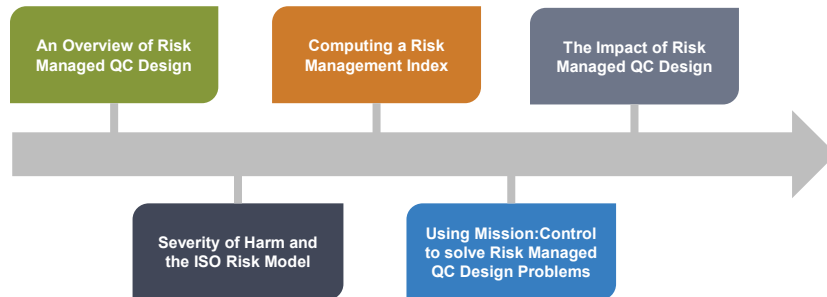 An Overview of Risk
Managed QC Design
Computing a Risk
Management Index
The Impact of Risk
Managed QC Design
Severity of Harm and
the ISO Risk Model
Using Mission:Control
to solve Risk Managed
QC Design Problems